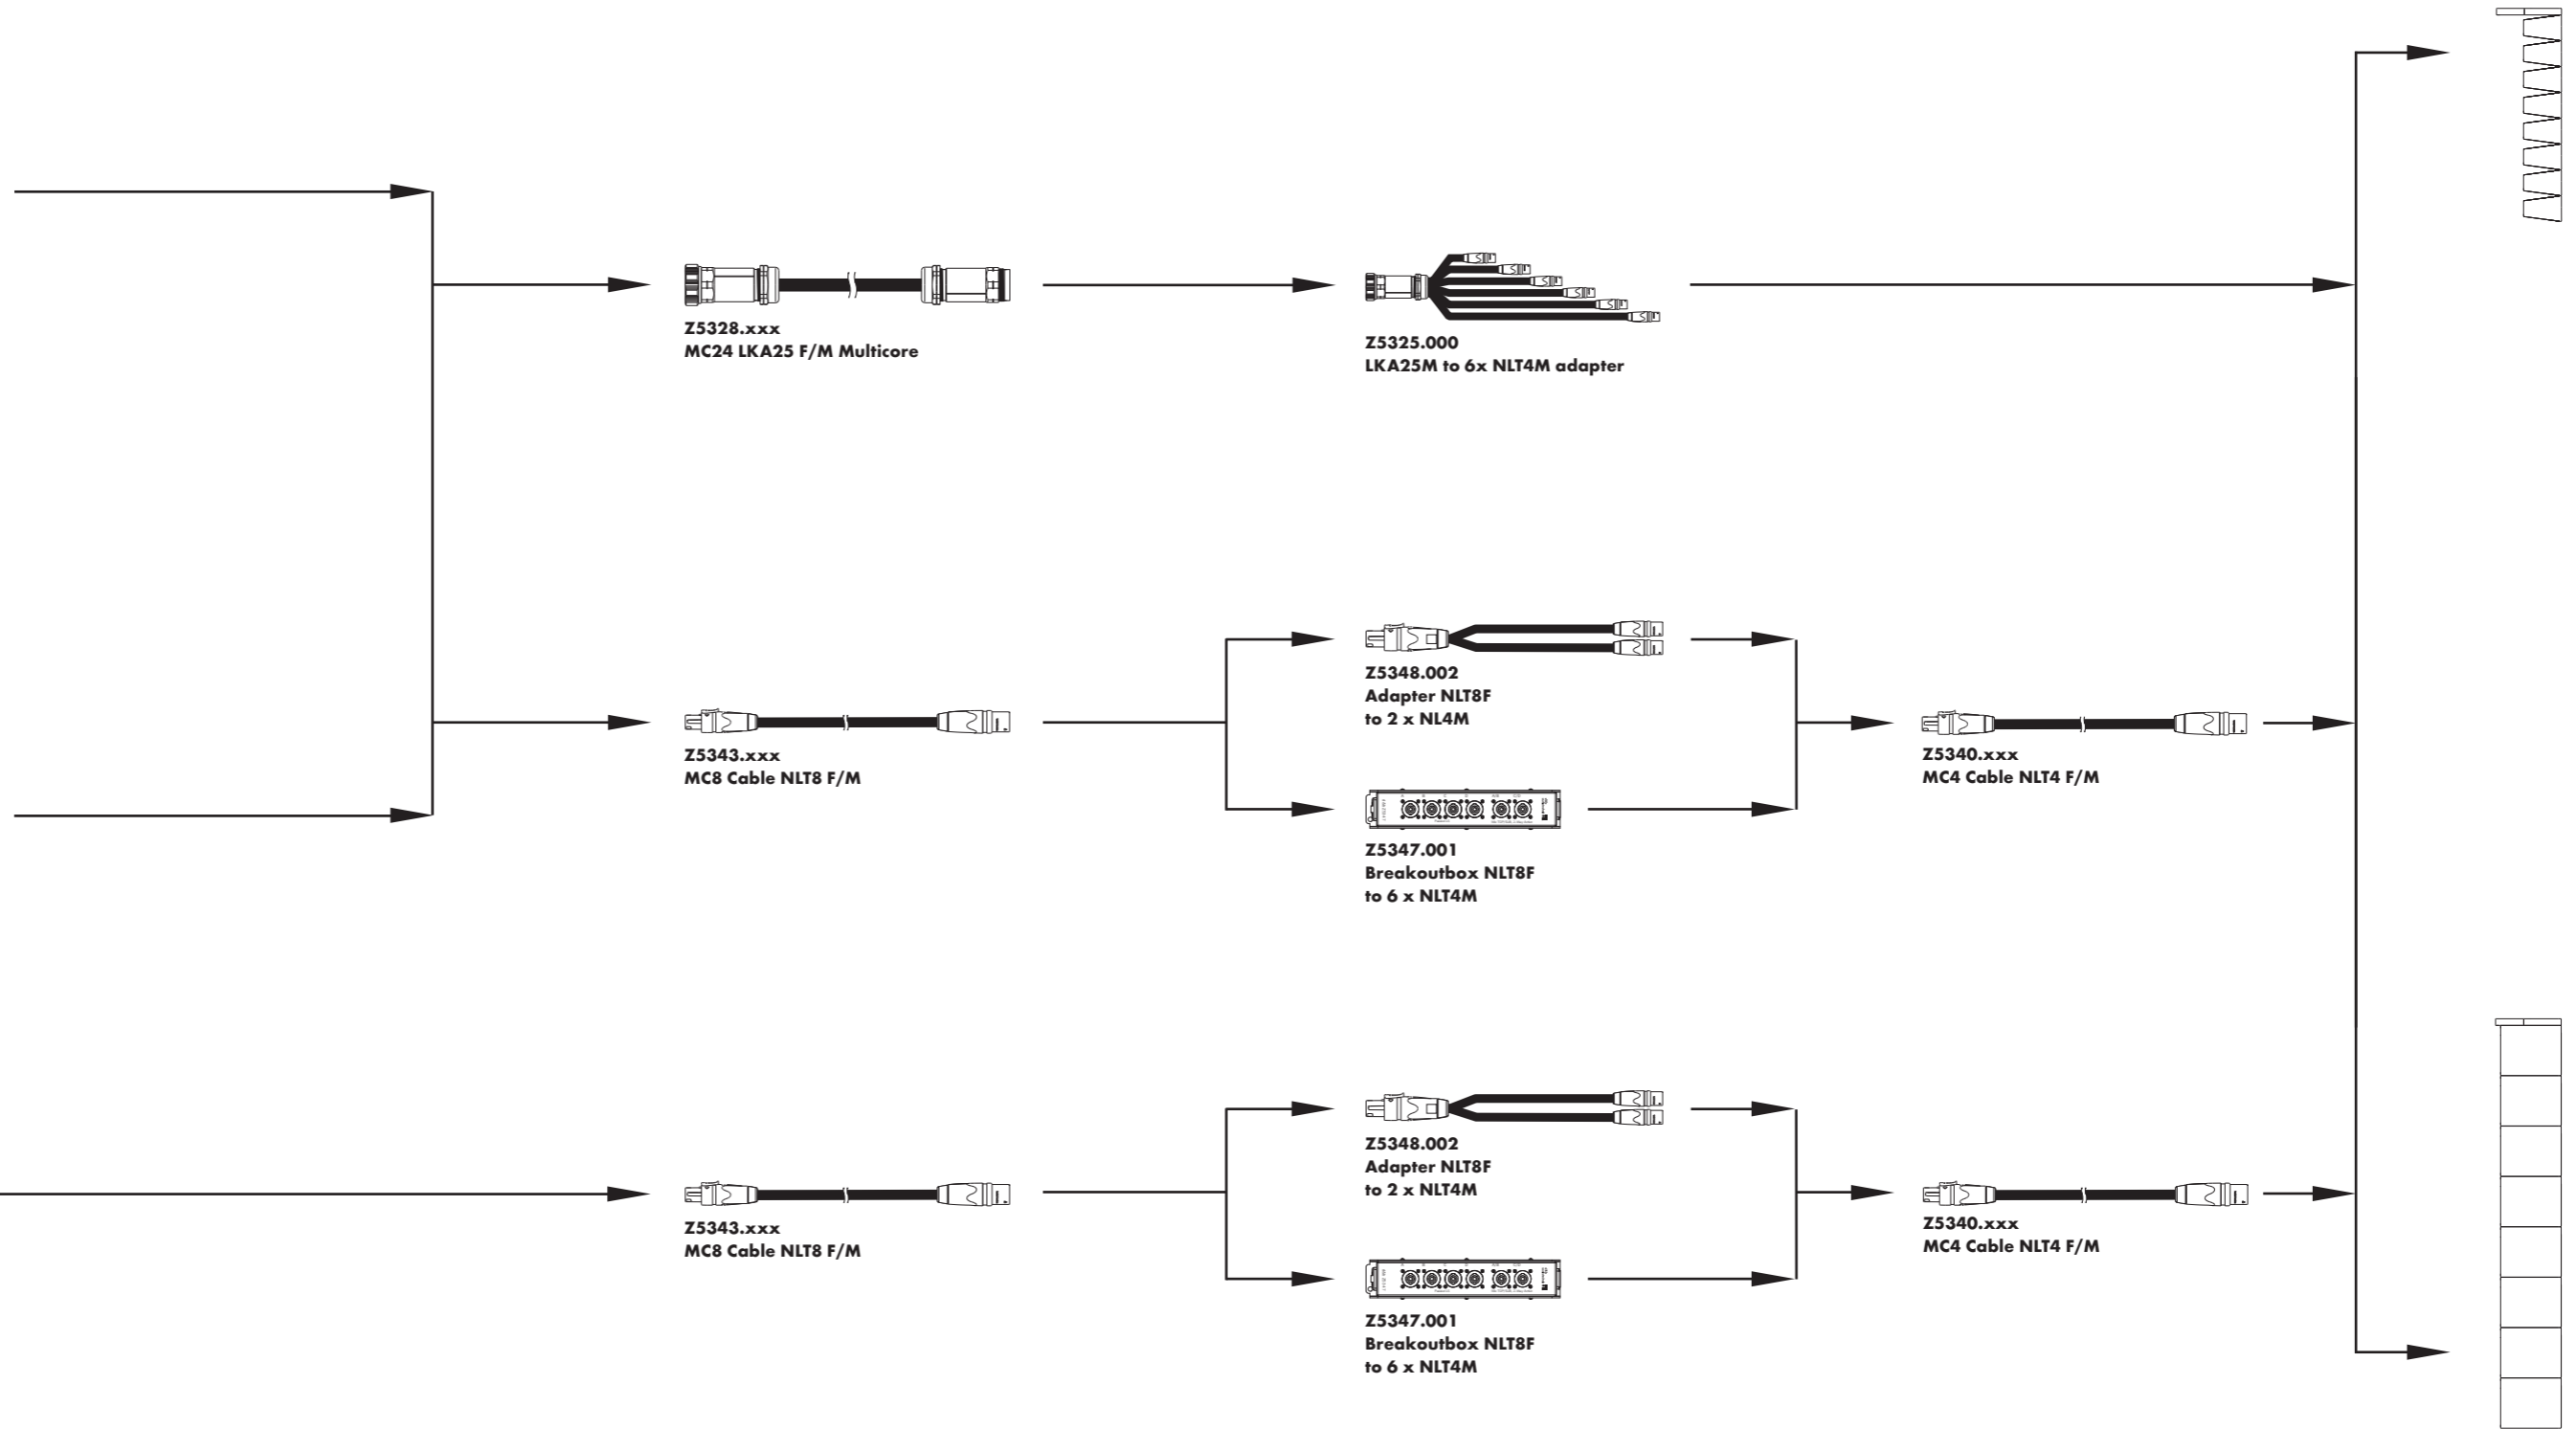 Z5328.xxx
MC24 LKA25 F/M Multicore
Z5325.000
LKA25M to 6x NLT4M adapter
Z5348.002
Adapter NLT8F
to 2 x NL4M
Z5343.xxx
MC8 Cable NLT8 F/M
Z5340.xxx
MC4 Cable NLT4 F/M
Z5347.001
Breakoutbox NLT8F
to 6 x NLT4M
Z5348.002
Adapter NLT8F
to 2 x NLT4M
Z5343.xxx
MC8 Cable NLT8 F/M
Z5340.xxx
MC4 Cable NLT4 F/M
Z5347.001
Breakoutbox NLT8F
to 6 x NLT4M